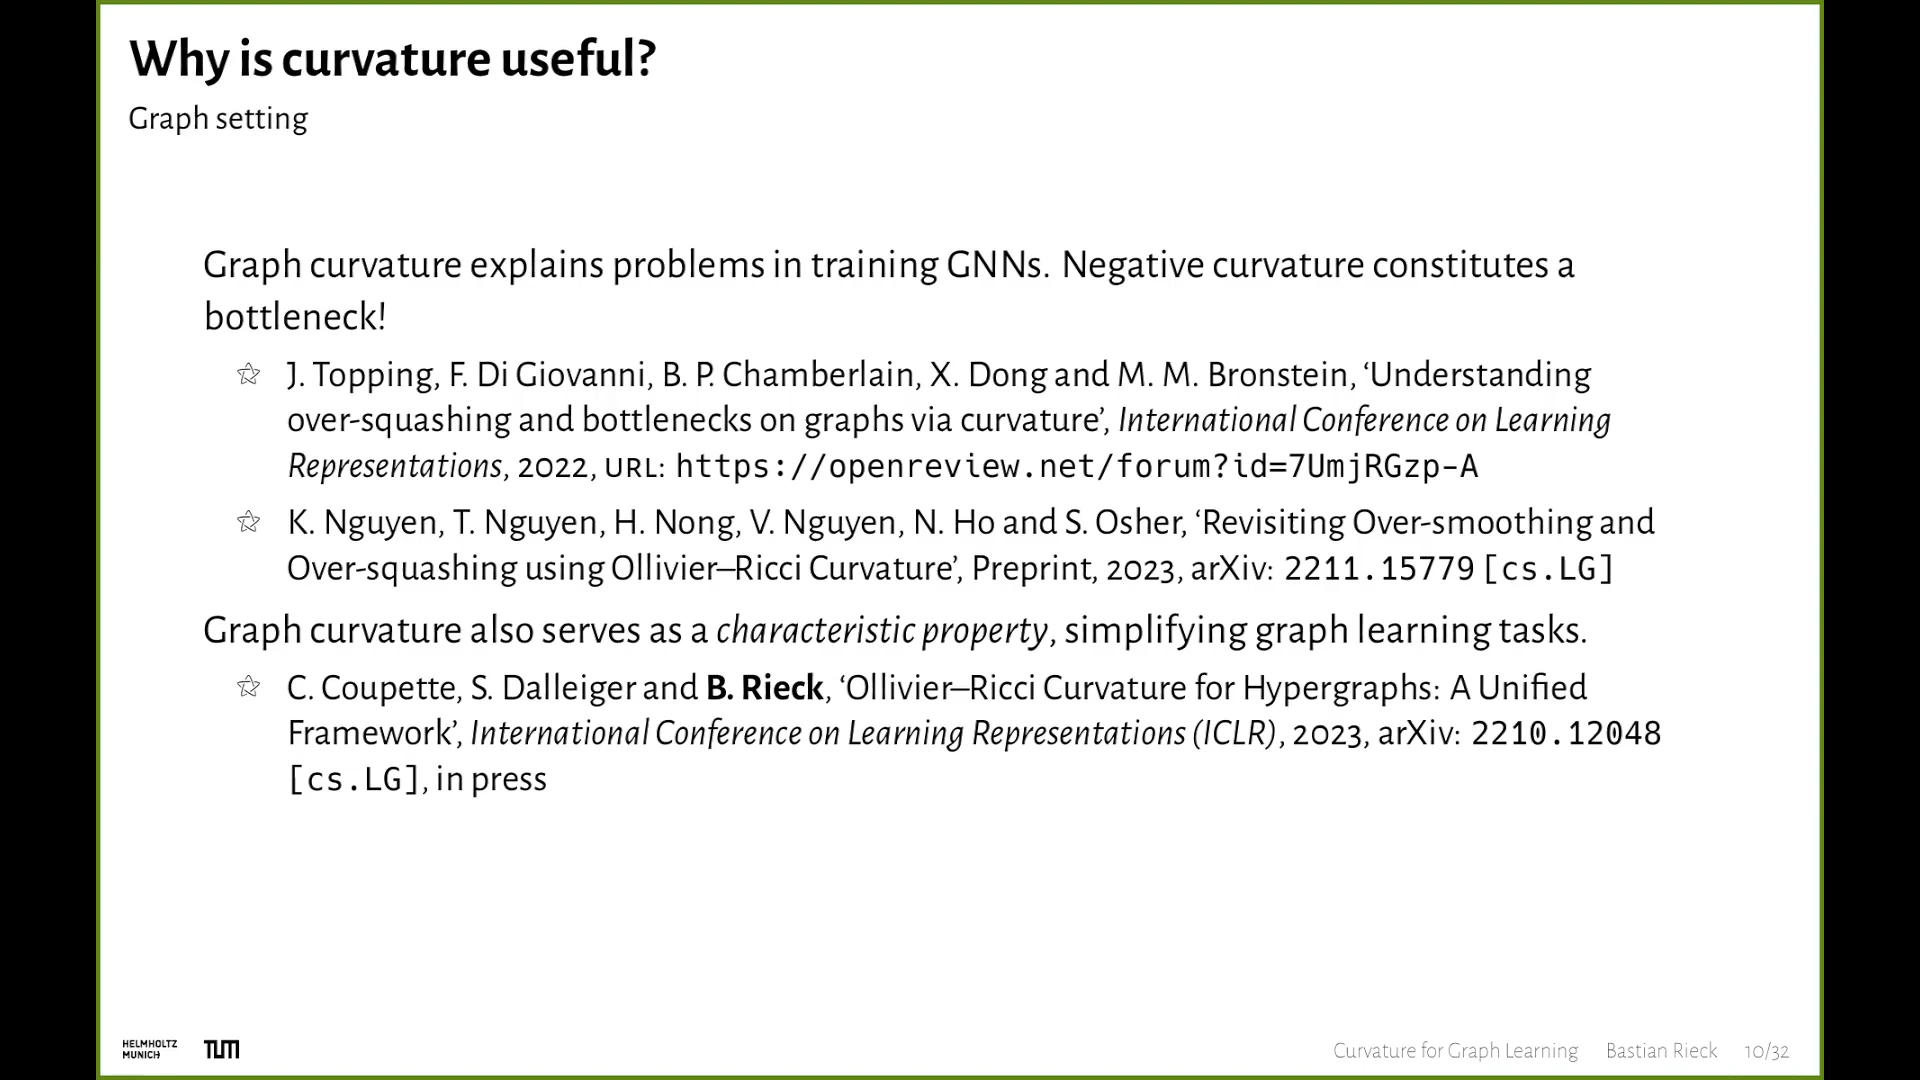 Why is curvature useful?
Graph setting
Graph curvature explains problems in training GNNs. Negative curvature constitutes a
bottleneck!
J. Topping, F. Di Giovanni, B. P. Chamberlain, X. Dong and M. M. Bronstein, ‘Understanding
over-squashing and bottlenecks on graphs via curvature’, International Conference on Learning
Representations, 2022, URL: https://openreview.net/forum?id=7UmjRGzp-A
K. Nguyen, T. Nguyen, H. Nong, V. Nguyen, N. Ho and S. Osher, ‘Revisiting Over-smoothing and
Over-squashing using Ollivier–Ricci Curvature’, Preprint, 2023, arXiv: 2211.15779 [cs.LG]
Graph curvature also serves as a characteristic property, simplifying graph learning tasks.
C. Coupette, S. Dalleiger and B. Rieck, ‘Ollivier–Ricci Curvature for Hypergraphs: A Unified
Framework’, International Conference on Learning Representations (ICLR), 2023, arXiv: 2210.12048
[cs.LG], in press
HELMHOLTZ
MUNICH
TUM
Curvature for Graph Learning Bastian Rieck 10/32